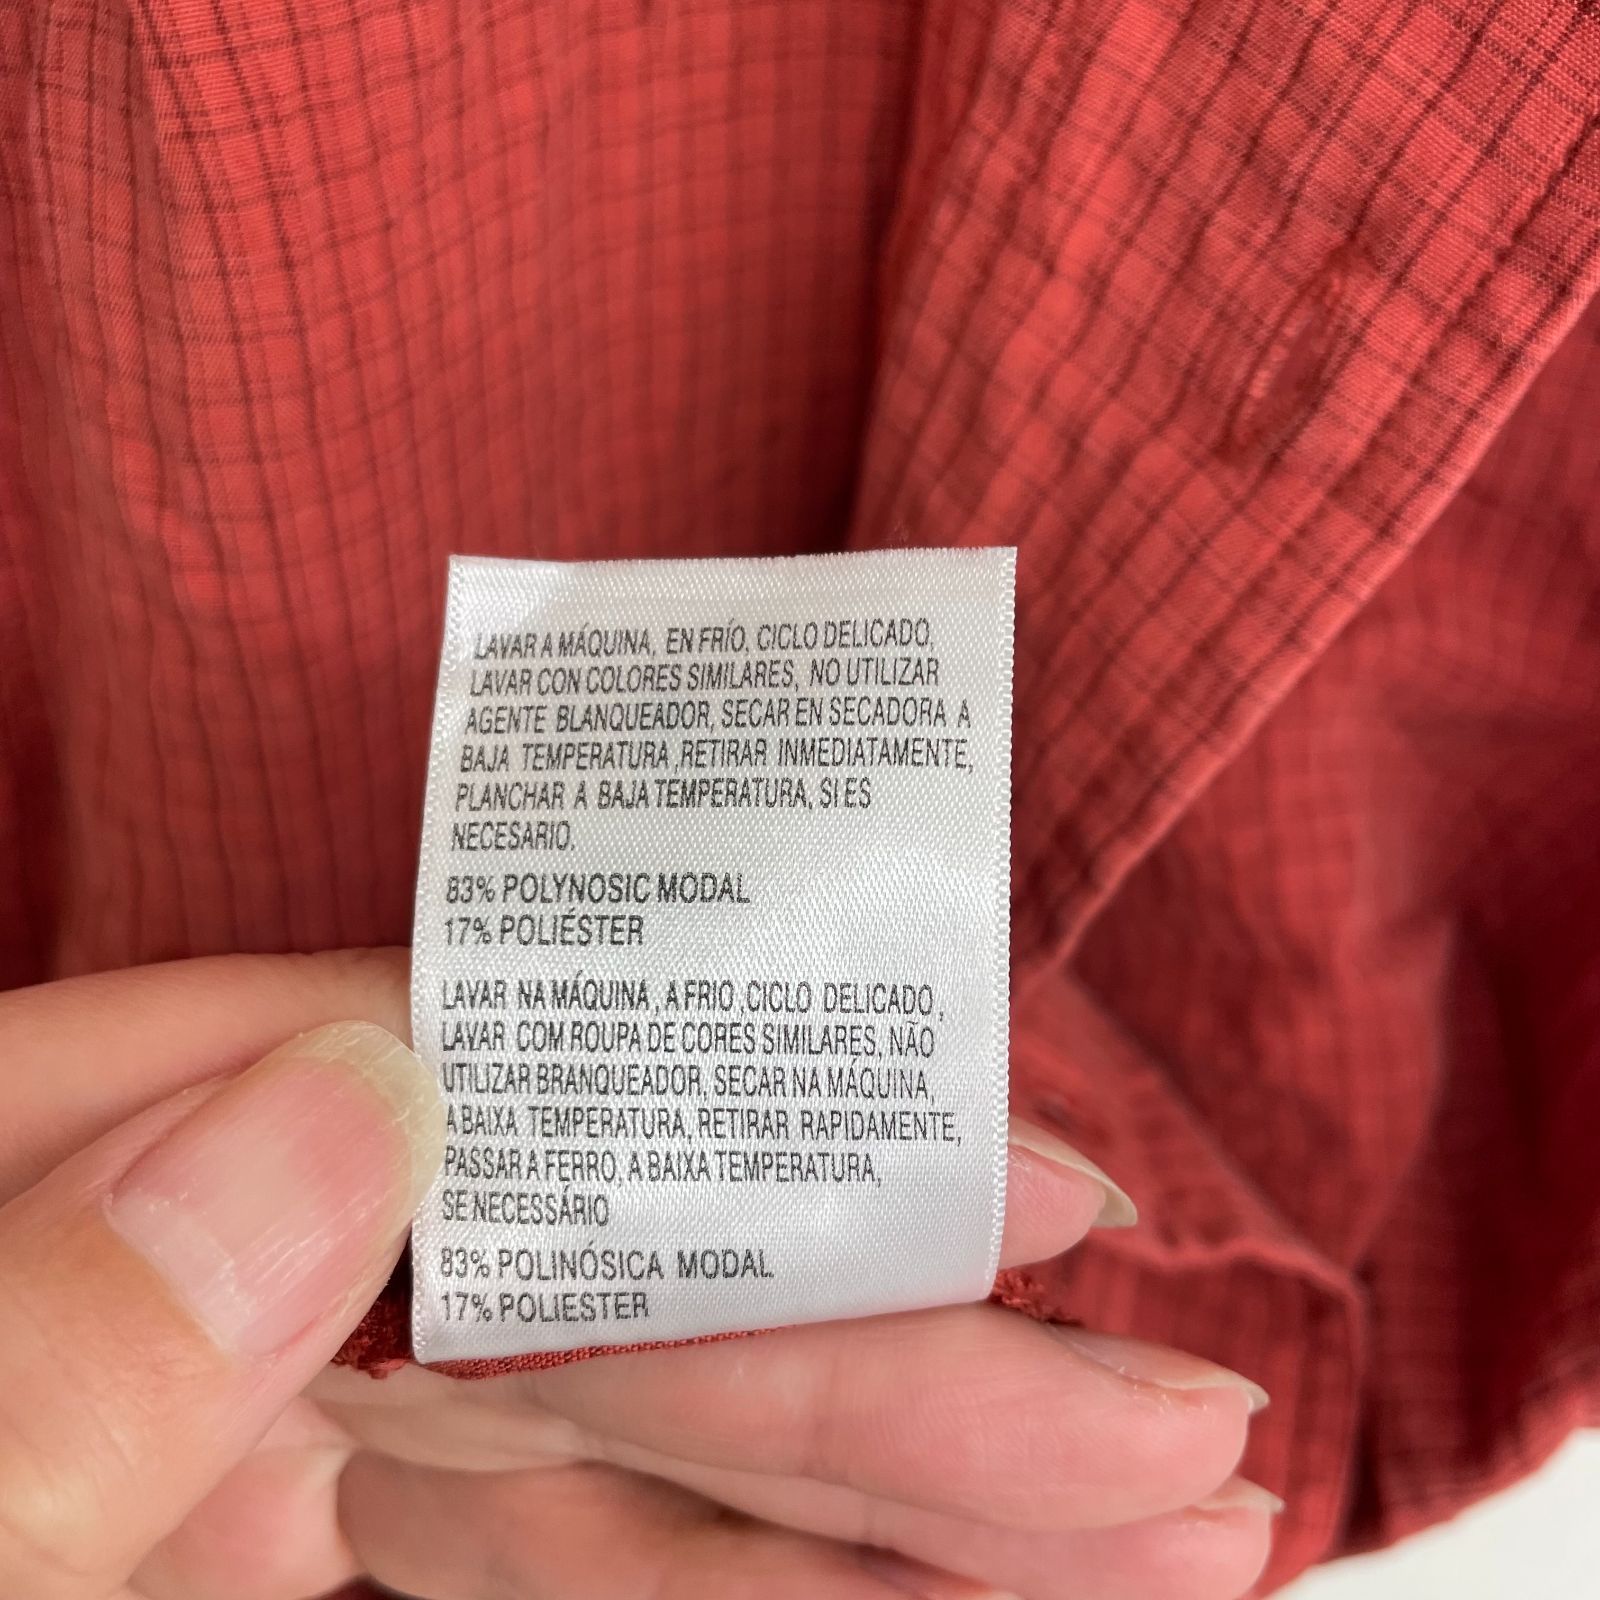 LAVAR A MÁQUINA, EN FRÍO, CICLO DELICADO,
LAVAR CON COLORES SIMILARES, NO UTILIZAR
AGENTE BLANQUEADOR, SECAR EN SECADORA A
BAJA TEMPERATURA ,RETIRAR INMEDIATAMENTE,
PLANCHAR A BAJA TEMPERATURA, SI ES
NECESARIO.
83% POLYNOSIC MODAL
17% POLIÉSTER
LAVAR NA MÁQUINA , A FRIO ,CICLO DELICADO ,
LAVAR COM ROUPA DE CORES SIMILARES, NÃO
UTILIZAR BRANQUEADOR, SECAR NA MÁQUINA,
A BAIXA TEMPERATURA, RETIRAR RAPIDAMENTE,
PASSAR A FERRO, A BAIXA TEMPERATURA,
SE NECESSÁRIO
83% POLINÓSICA MODAL
17% POLIESTER